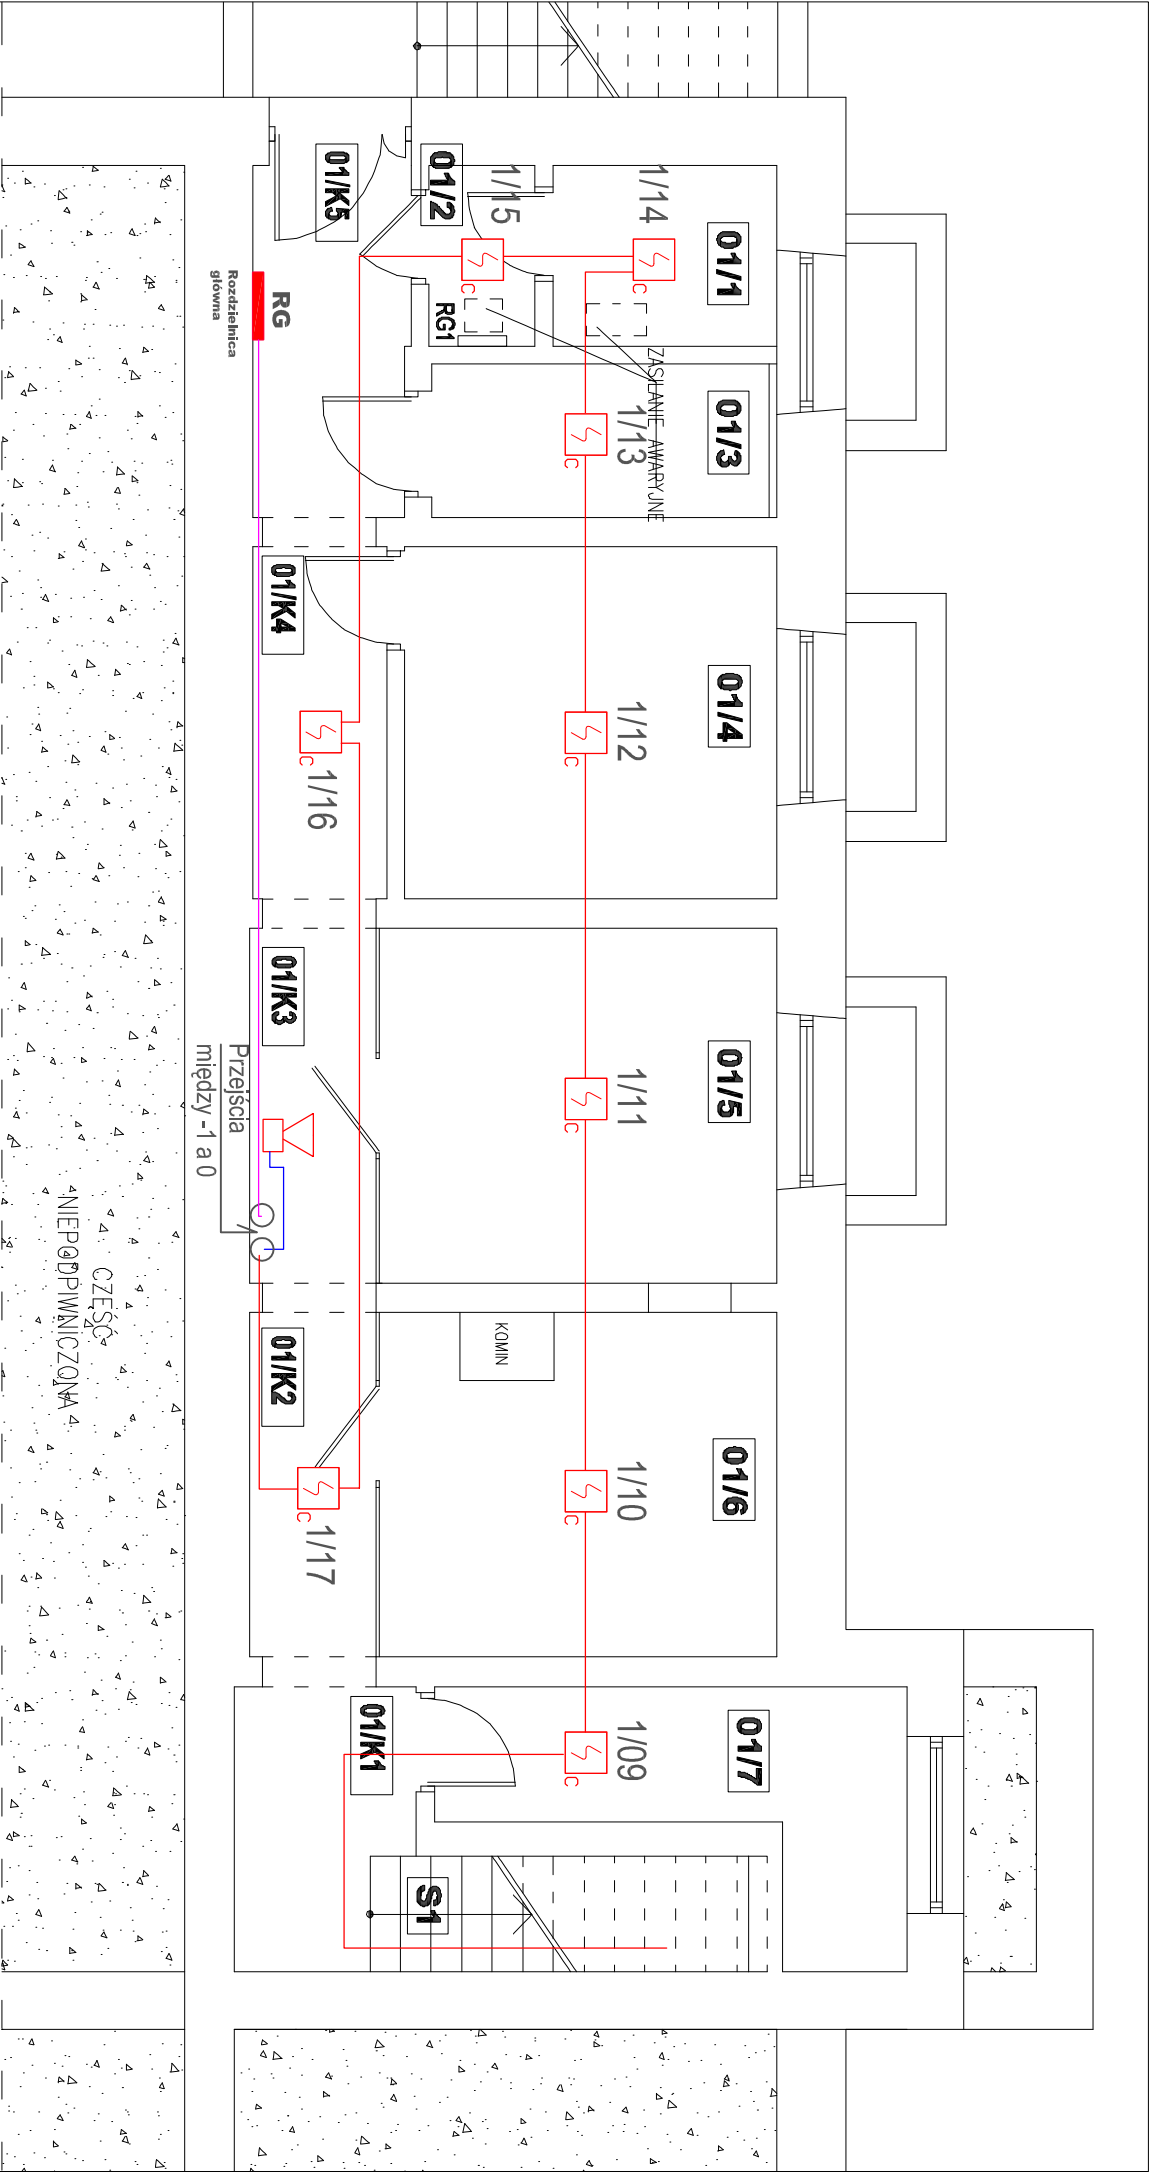 01/1
01/3
01/4
01/5
01/6
01/7
1/14
1/13
1/12
1/11
1/10
1/09
C
C
C
C
C
C
ZASILANIE AWARYJNE
01/2
1/15
C
RG1
KOMIN
S1
01/K5
RG
Rozdzielnica
główna
01/K4
1/16
C
01/K3
Przejścia
między -1 a 0
01/K2
1/17
C
01/K1
CZĘŚĆ
NIEPODPIWNICZONA